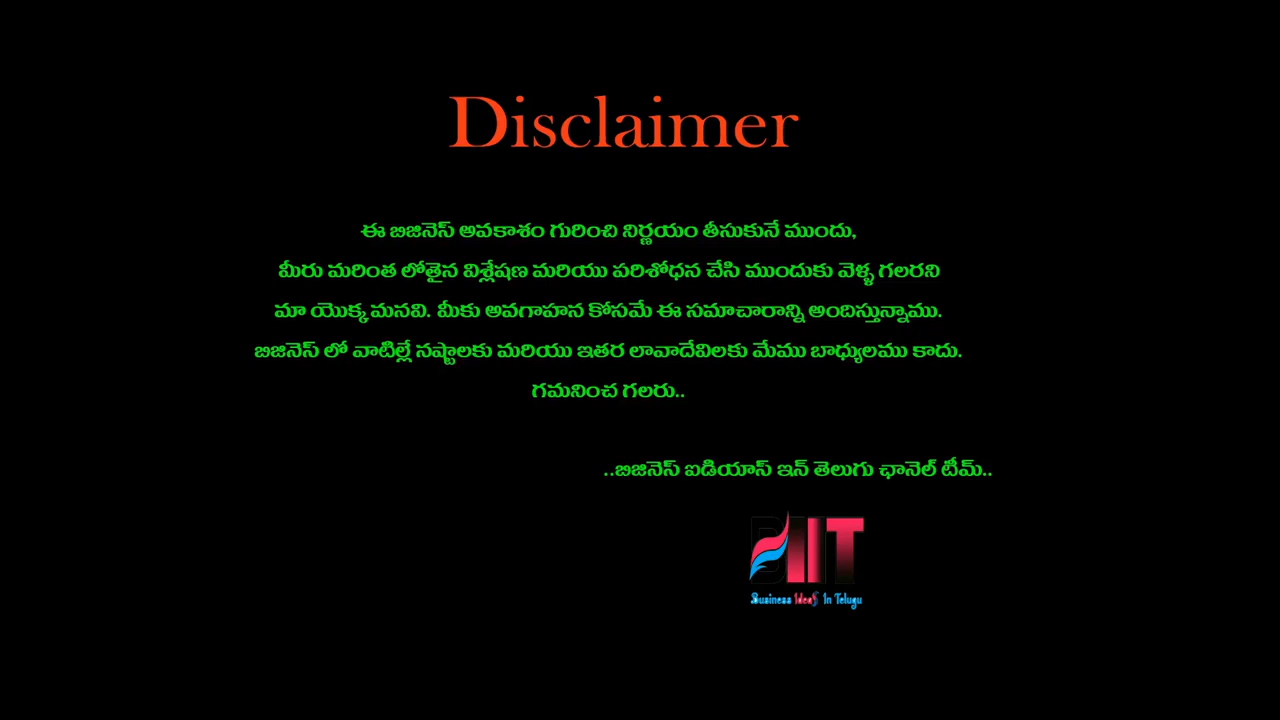 Disclaimer
ఈ బిజినెస్ అవకాశం గురించి నిర్ణయం తీసుకునే ముందు,
మీరు మరింత లోతైన విశ్లేషణ మరియు పరిశోధన చేసి ముందుకు వెళ్ళ గలరని
మా యొక్క మనవి. మీకు అవగాహన కోసమే ఈ సమాచారాన్ని అందిస్తున్నాము.
బిజినెస్ లో వాటిల్లే నష్టాలకు మరియు ఇతర లావాదేవిలకు మేము బాధ్యులము కాదు.
గమనించ గలరు..
..బిజినెస్ ఐడియాస్ ఇన్ తెలుగు ఛానెల్ టీమ్..
BIIT
Business Ideas In Telugu